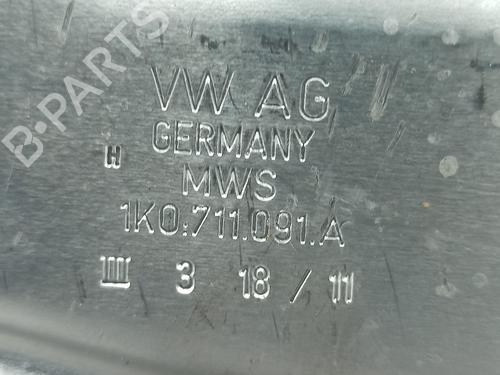 B-PARTS
VW AG
GERMANY
H
MWS
1K0.711.091.A
III 3 18 / 11